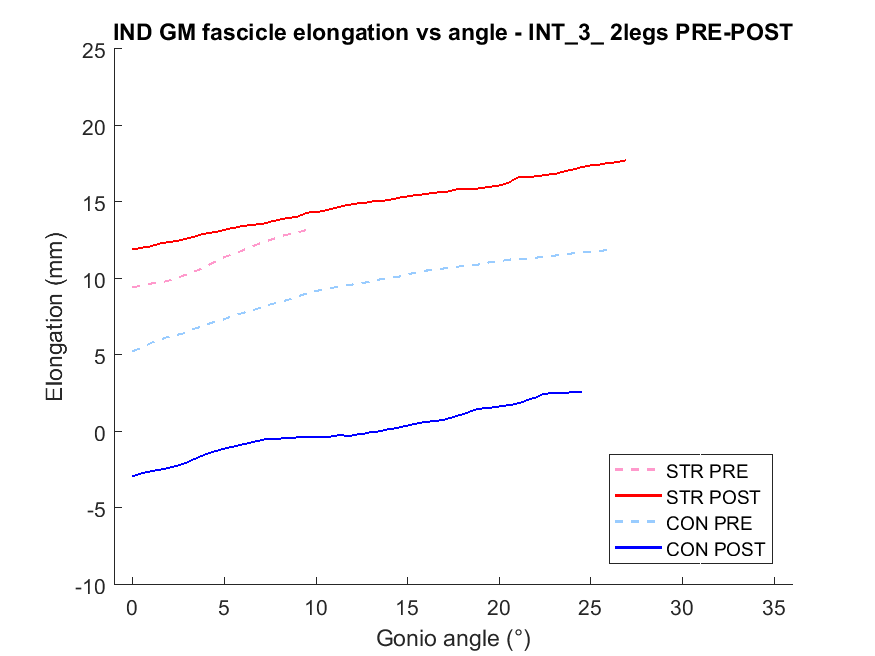 IND GM fascicle elongation vs angle - INT_3_ 2legs PRE-POST
25
20
15
10
5
0
-5
-10
Elongation (mm)
0 5 10 15 20 25 30 35
Gonio angle (°)
STR PRE
STR POST
CON PRE
CON POST